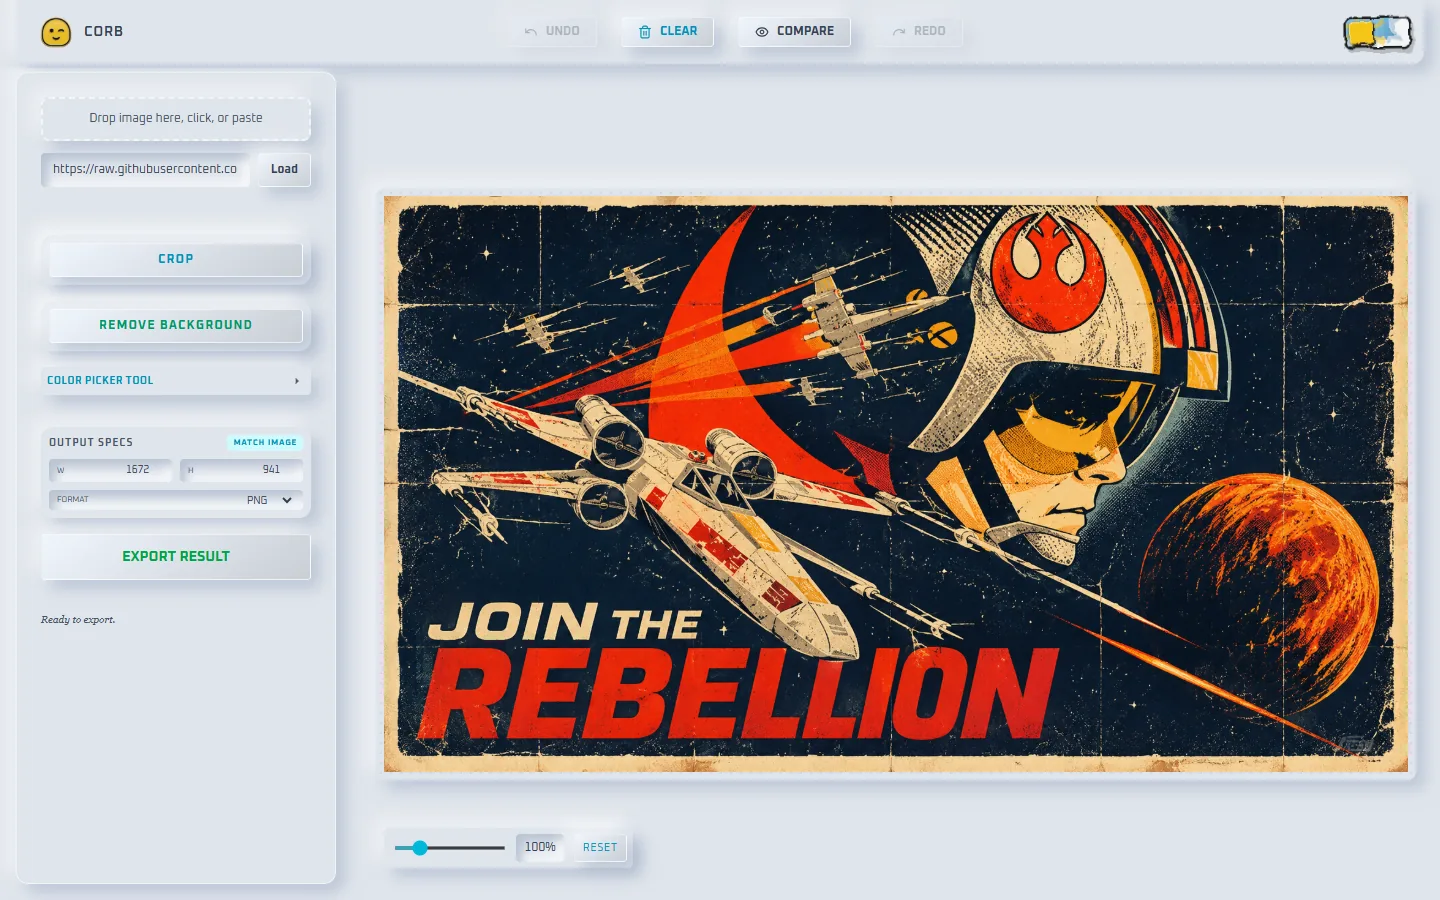 CORB
UNDO
CLEAR
COMPARE
REDO
Drop image here, click, or paste
https://raw.githubusercontent.co
Load
CROP
REMOVE BACKGROUND
COLOR PICKER TOOL
OUTPUT SPECS
MATCH IMAGE
W 1672
H 941
FORMAT PNG
EXPORT RESULT
Ready to export.
JOIN THE
REBELLION
100%
RESET